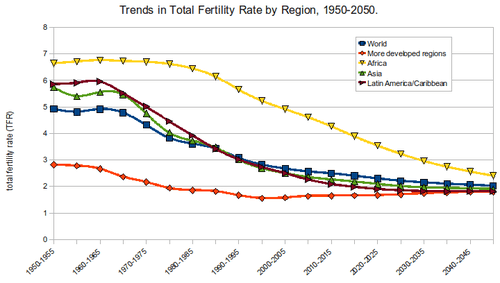 Trends in Total Fertility Rate by Region, 1950-2050.
8
7
6
5
4
3
2
1
0
total fertility rate (TFR)
World
More developed regions
Africa
Asia
Latin America/Caribbean
1950-1955
1960-1965
1970-1975
1980-1985
1990-1995
2000-2005
2010-2015
2020-2025
2030-2035
2040-2045